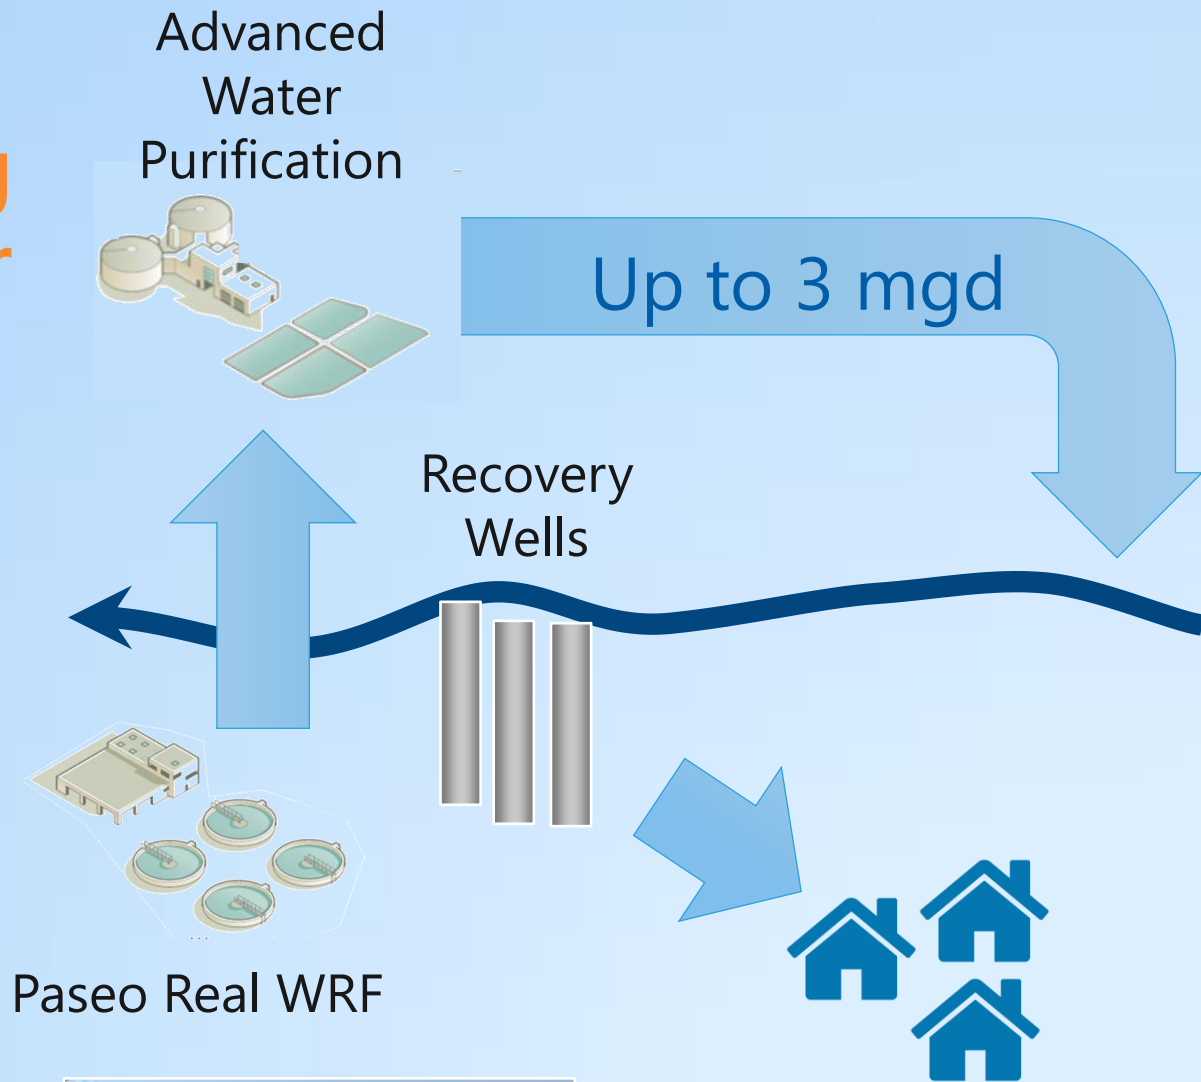 Advanced
Water
Purification
Up to 3 mgd
Recovery
Wells
Paseo Real WRF